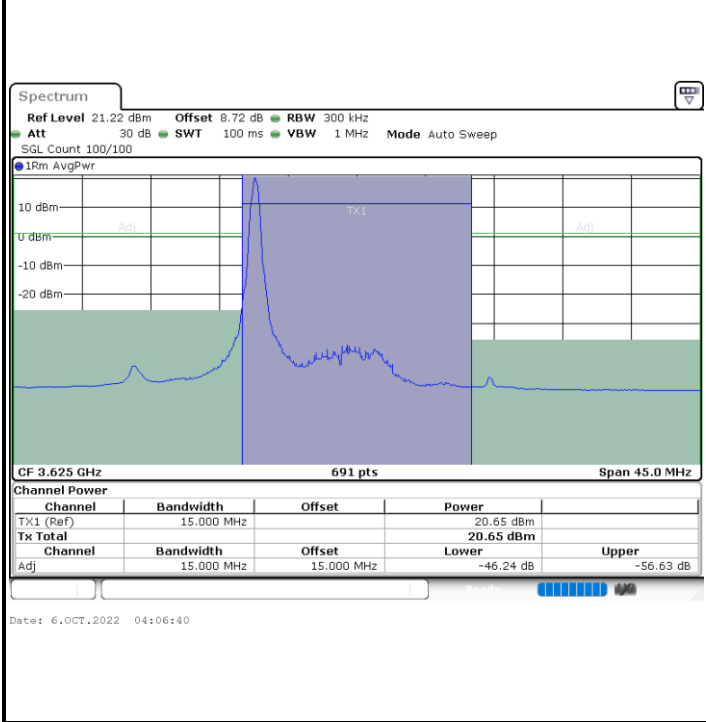 Spectrum
Ref Level 21.22 dBm Offset 8.72 dB RBW 300 kHz
Att 30 dB SWT 100 ms VBW 1 MHz Mode Auto Sweep
SGL Count 100/100
1Rm AvgPwr
10 dBm
TX1
Adj Adj
0 dBm
-10 dBm
-20 dBm
CF 3.625 GHz 691 pts Span 45.0 MHz
Channel Power
Channel Bandwidth Offset Power
TX1 (Ref) 15.000 MHz 20.65 dBm
Tx Total 20.65 dBm
Channel Bandwidth Offset Lower Upper
Adj 15.000 MHz 15.000 MHz -46.24 dB -56.63 dB
Ready
Date: 6.OCT.2022 04:06:40